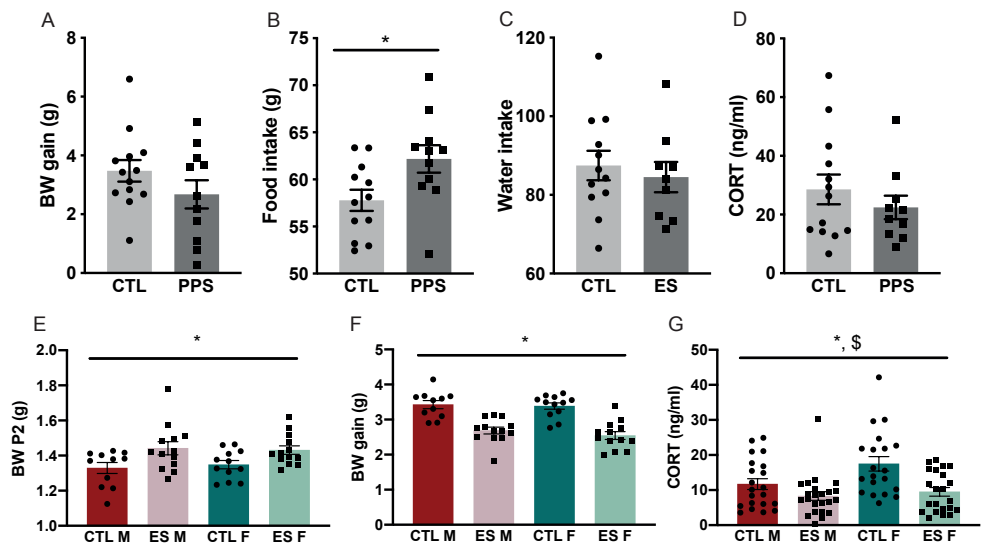 A
BW gain (g)
8
6
4
2
0
CTL PPS
B
*
Food intake (g)
75
70
65
60
55
50
CTL PPS
C
Water intake
120
100
80
60
CTL ES
D
CORT (ng/ml)
80
60
40
20
0
CTL PPS
E
*
BW P2 (g)
2.0
1.8
1.6
1.4
1.2
1.0
CTL M ES M CTL F ES F
F
*
BW gain (g)
5
4
3
2
1
0
CTL M ES M CTL F ES F
G
*, $
CORT (ng/ml)
50
40
30
20
10
0
CTL M ES M CTL F ES F